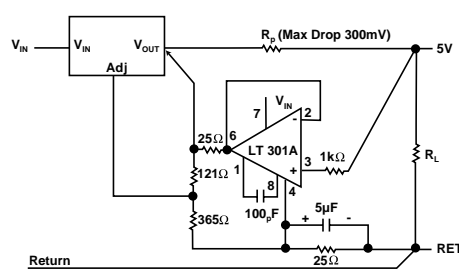 Rp (Max Drop 300mV)
VIN
VIN
VOUT
5V
Adj
VIN
7
2
-
25Ω
6
LT 301A
3
1kΩ
+
RL
121Ω
1
8
4
100pF
5µF
+
-
365Ω
RET
25Ω
Return